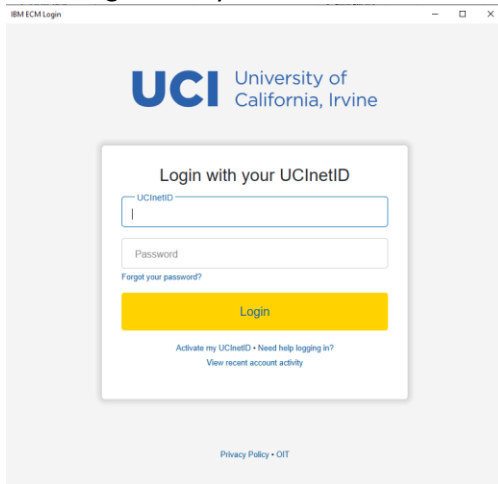 IBM ECM Login
UCI University of
California, Irvine
Login with your UCInetID
UCInetID
Password
Forgot your password?
Login
Activate my UCInetID • Need help logging in?
View recent account activity
Privacy Policy • OIT